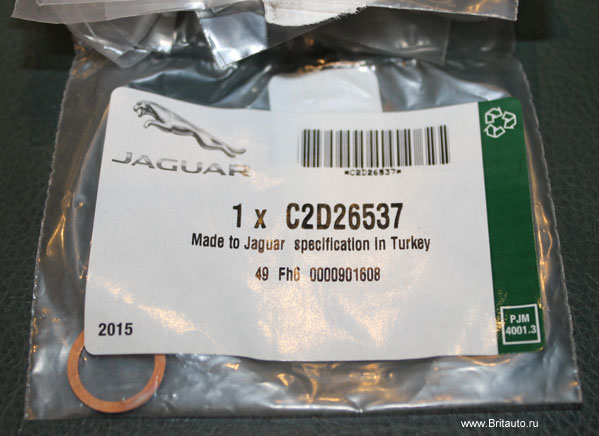 JAGUAR
*C2D26537*
1 x C2D26537
Made to Jaguar specification in Turkey
49 Fh6 0000901608
2015
PJM
4001.3
www.Britauto.ru